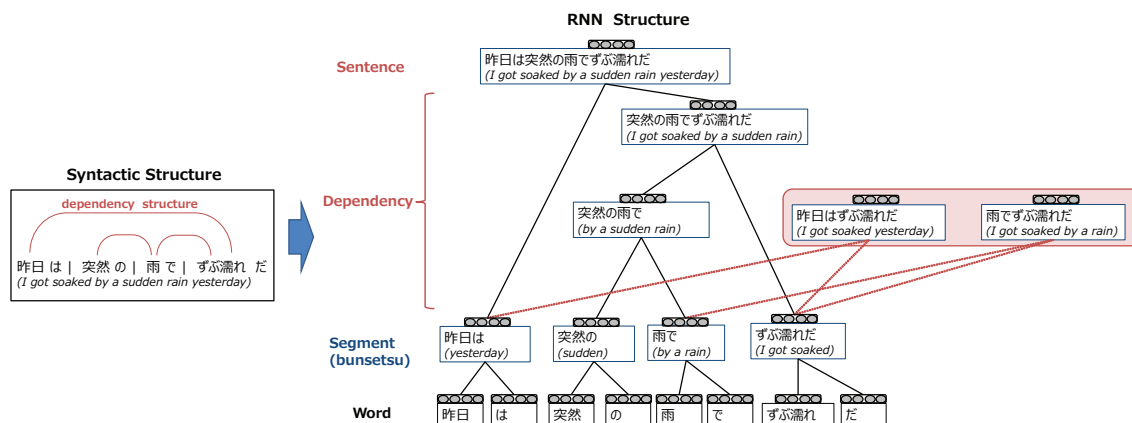 RNN Structure
Sentence
昨日は突然の雨でずぶ濡れだ
(I got soaked by a sudden rain yesterday)
突然の雨でずぶ濡れだ
(I got soaked by a sudden rain)
Syntactic Structure
dependency structure
昨日 は | 突然 の | 雨 で | ずぶ濡れ だ
(I got soaked by a sudden rain yesterday)
Dependency
突然の雨で
(by a sudden rain)
昨日はずぶ濡れだ
(I got soaked yesterday)
雨でずぶ濡れだ
(I got soaked by a rain)
Segment
(bunsetsu)
昨日は
(yesterday)
突然の
(sudden)
雨で
(by a rain)
ずぶ濡れだ
(I got soaked)
Word
昨日
は
突然
の
雨
で
ずぶ濡れ
だ